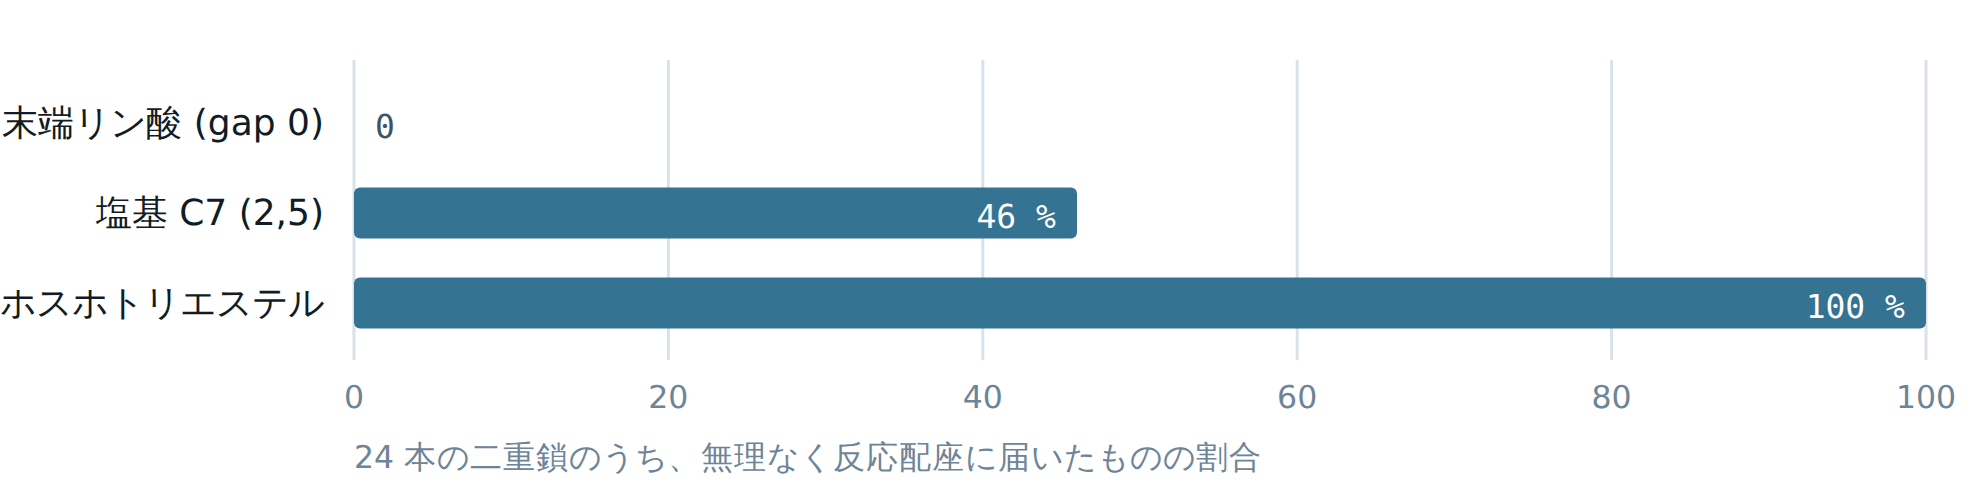 末端リン酸 (gap 0)
0
塩基 C7 (2,5)
46 %
ホスホトリエステル
100 %
0 20 40 60 80 100
24 本の二重鎖のうち、無理なく反応配座に届いたものの割合